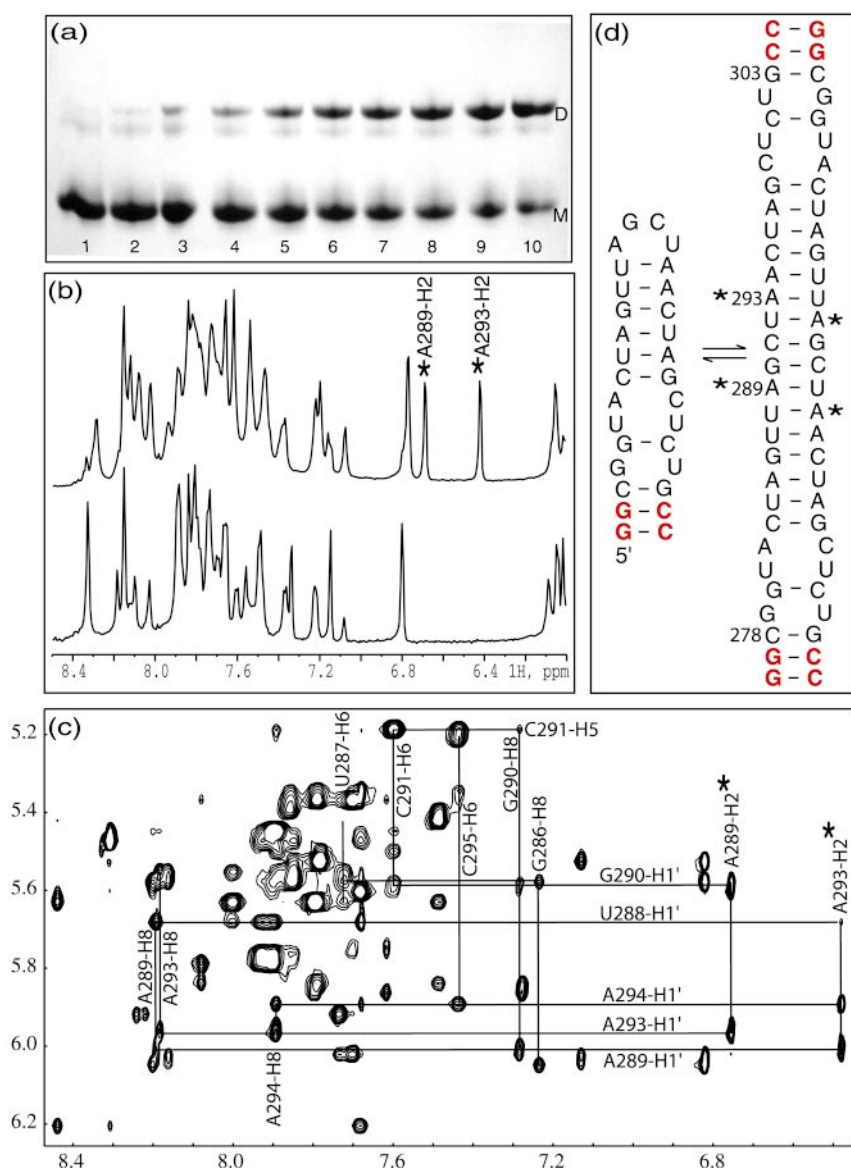 (a)
D
M
1 2 3 4 5 6 7 8 9 10
(b)
*A289-H2
*A293-H2
8.4 8.0 7.6 7.2 6.8 6.4 1H, ppm
(c)
5.2
5.4
5.6
5.8
6.0
6.2
8.4 8.0 7.6 7.2 6.8
U287-H6
C291-H6
C295-H6
G290-H8
C291-H5
G286-H8
*
A289-H2
*
A293-H2
G290-H1'
U288-H1'
A289-H8
A293-H8
A294-H1'
A293-H1'
A289-H1'
A294-H8
(d)
G C
A U
U – A
U – A
G – C
A – U
U – A
C – G
A C
U U
G C
G U
C – G
G – C
G – C
5'
C – G
C – G
303 G – C
U G
C G
U U
C A
G – C
A – U
U – A
C – G
A – U
*293 A – U
U – A*
C – G
G – C
*289 A – U
U – A*
U – A
G – C
A – U
U – A
C – G
A C
U U
G C
G U
278 C – G
G – C
G – C